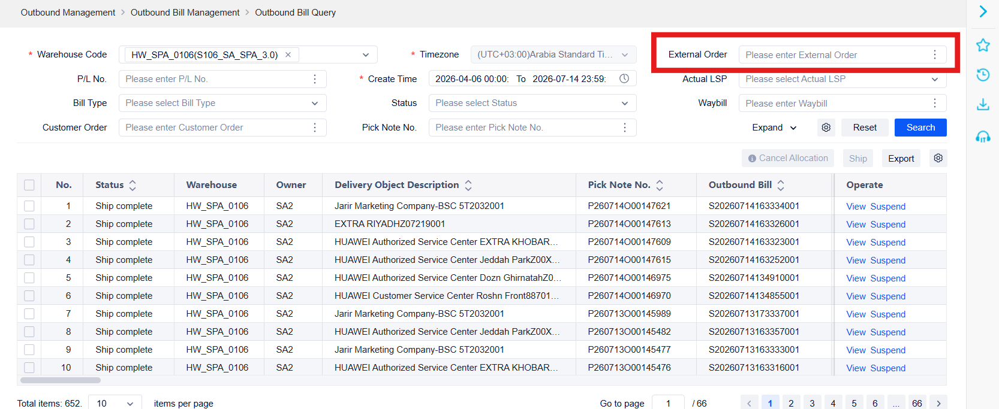 Outbound Management > Outbound Bill Management > Outbound Bill Query
* Warehouse Code HW_SPA_0106(S106_SA_SPA_3.0) × * Timezone (UTC+03:00)Arabia Standard Ti... External Order Please enter External Order
P/L No. Please enter P/L No. * Create Time 2026-04-06 00:00: To 2026-07-14 23:59: Actual LSP Please select Actual LSP
Bill Type Please select Bill Type Status Please select Status Waybill Please enter Waybill
Customer Order Please enter Customer Order Pick Note No. Please enter Pick Note No. Expand Reset Search
Cancel Allocation Ship Export
No. Status Warehouse Owner Delivery Object Description Pick Note No. Outbound Bill Operate
1 Ship complete HW_SPA_0106 SA2 Jarir Marketing Company-BSC 5T2032001 P260714O00147621 S20260714163334001 View Suspend
2 Ship complete HW_SPA_0106 SA2 EXTRA RIYADHZ07219001 P260714O00147613 S20260714163326001 View Suspend
3 Ship complete HW_SPA_0106 SA2 HUAWEI Authorized Service Center EXTRA KHOBAR... P260714O00147609 S20260714163323001 View Suspend
4 Ship complete HW_SPA_0106 SA2 HUAWEI Authorized Service Center Jeddah ParkZ00X... P260714O00147615 S20260714163252001 View Suspend
5 Ship complete HW_SPA_0106 SA2 HUAWEI Authorized Service Center Dozn GhirnatahZ0... P260714O00146975 S20260714134910001 View Suspend
6 Ship complete HW_SPA_0106 SA2 HUAWEI Customer Service Center Roshn Front88701... P260714O00146970 S20260714134855001 View Suspend
7 Ship complete HW_SPA_0106 SA2 Jarir Marketing Company-BSC 5T2032001 P260713O00145989 S20260713173337001 View Suspend
8 Ship complete HW_SPA_0106 SA2 HUAWEI Authorized Service Center Jeddah ParkZ00X... P260713O00145482 S20260713163357001 View Suspend
9 Ship complete HW_SPA_0106 SA2 Jarir Marketing Company-BSC 5T2032001 P260713O00145477 S20260713163333001 View Suspend
10 Ship complete HW_SPA_0106 SA2 HUAWEI Authorized Service Center EXTRA KHOBAR... P260713O00145476 S20260713163316001 View Suspend
Total items: 652. 10 items per page Go to page 1 / 66 < 1 2 3 4 5 6 ... 66 >
IT